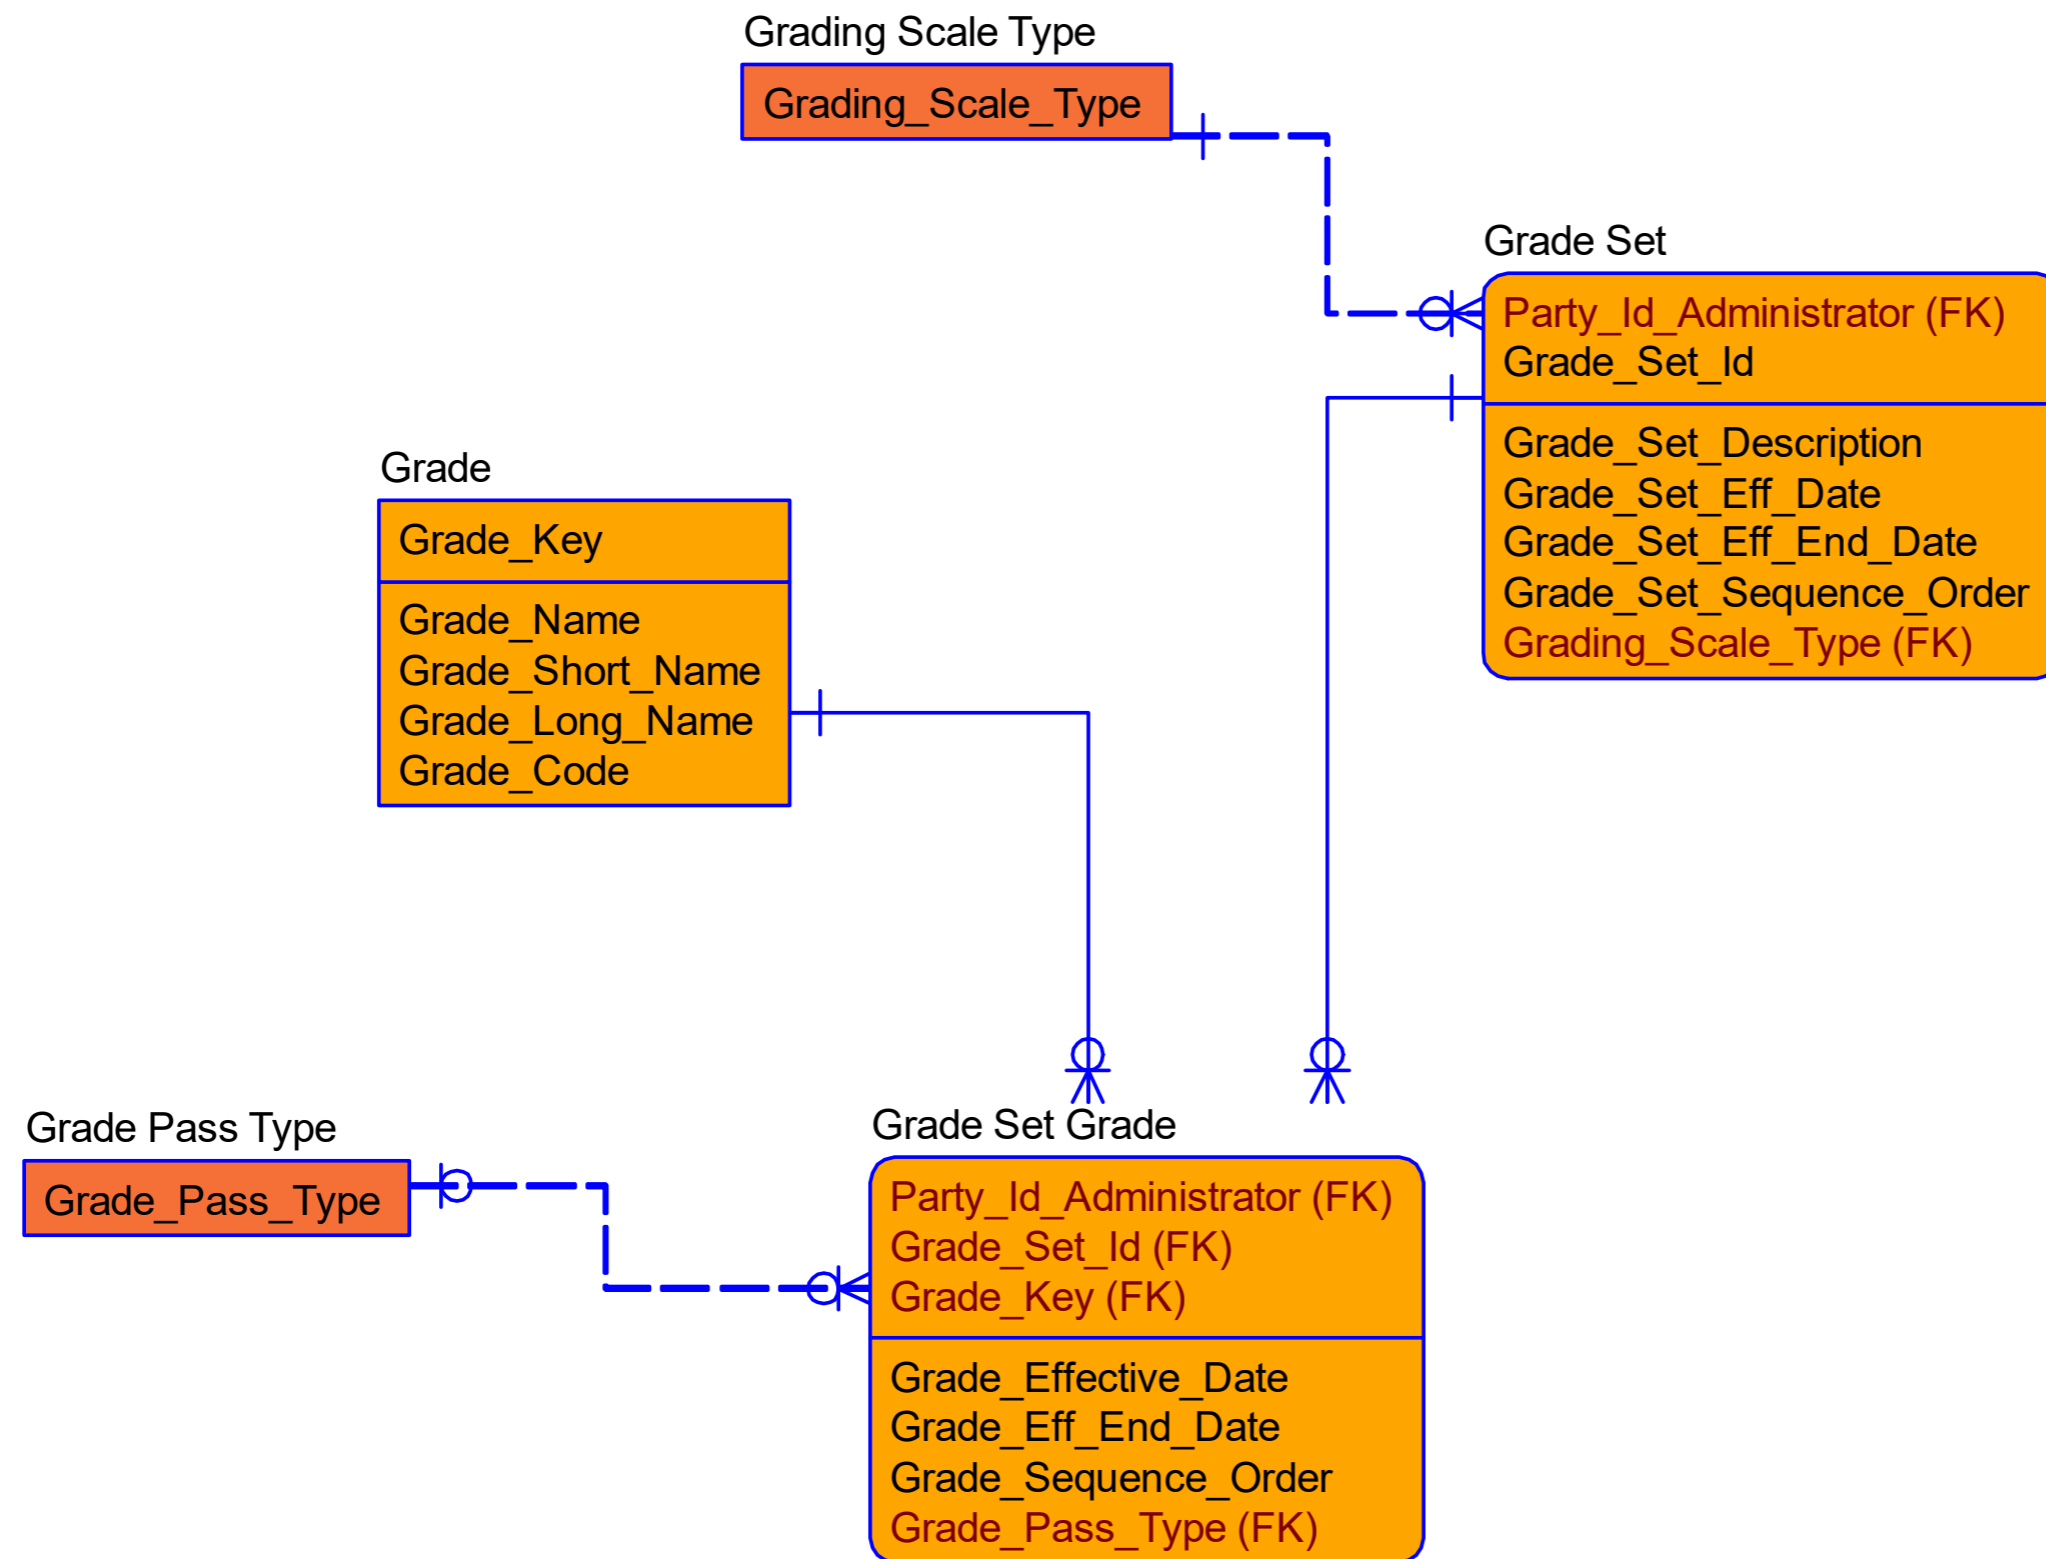 Grading Scale Type
Grading_Scale_Type
Grade Set
Party_Id_Administrator (FK)
Grade_Set_Id
Grade_Set_Description
Grade_Set_Eff_Date
Grade_Set_Eff_End_Date
Grade_Set_Sequence_Order
Grading_Scale_Type (FK)
Grade
Grade_Key
Grade_Name
Grade_Short_Name
Grade_Long_Name
Grade_Code
Grade Pass Type
Grade_Pass_Type
Grade Set Grade
Party_Id_Administrator (FK)
Grade_Set_Id (FK)
Grade_Key (FK)
Grade_Effective_Date
Grade_Eff_End_Date
Grade_Sequence_Order
Grade_Pass_Type (FK)